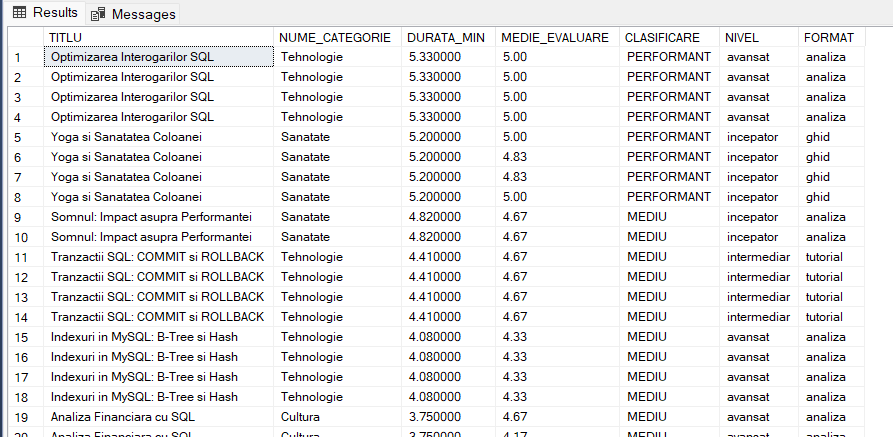 Results Messages
TITLU NUME_CATEGORIE DURATA_MIN MEDIE_EVALUARE CLASIFICARE NIVEL FORMAT
1 Optimizarea Interogarilor SQL Tehnologie 5.330000 5.00 PERFORMANT avansat analiza
2 Optimizarea Interogarilor SQL Tehnologie 5.330000 5.00 PERFORMANT avansat analiza
3 Optimizarea Interogarilor SQL Tehnologie 5.330000 5.00 PERFORMANT avansat analiza
4 Optimizarea Interogarilor SQL Tehnologie 5.330000 5.00 PERFORMANT avansat analiza
5 Yoga si Sanatatea Coloanei Sanatate 5.200000 5.00 PERFORMANT incepator ghid
6 Yoga si Sanatatea Coloanei Sanatate 5.200000 4.83 PERFORMANT incepator ghid
7 Yoga si Sanatatea Coloanei Sanatate 5.200000 4.83 PERFORMANT incepator ghid
8 Yoga si Sanatatea Coloanei Sanatate 5.200000 5.00 PERFORMANT incepator ghid
9 Somnul: Impact asupra Performantei Sanatate 4.820000 4.67 MEDIU incepator analiza
10 Somnul: Impact asupra Performantei Sanatate 4.820000 4.67 MEDIU incepator analiza
11 Tranzactii SQL: COMMIT si ROLLBACK Tehnologie 4.410000 4.67 MEDIU intermediar tutorial
12 Tranzactii SQL: COMMIT si ROLLBACK Tehnologie 4.410000 4.67 MEDIU intermediar tutorial
13 Tranzactii SQL: COMMIT si ROLLBACK Tehnologie 4.410000 4.67 MEDIU intermediar tutorial
14 Tranzactii SQL: COMMIT si ROLLBACK Tehnologie 4.410000 4.67 MEDIU intermediar tutorial
15 Indexuri in MySQL: B-Tree si Hash Tehnologie 4.080000 4.33 MEDIU avansat analiza
16 Indexuri in MySQL: B-Tree si Hash Tehnologie 4.080000 4.33 MEDIU avansat analiza
17 Indexuri in MySQL: B-Tree si Hash Tehnologie 4.080000 4.33 MEDIU avansat analiza
18 Indexuri in MySQL: B-Tree si Hash Tehnologie 4.080000 4.33 MEDIU avansat analiza
19 Analiza Financiara cu SQL Cultura 3.750000 4.67 MEDIU avansat analiza
20 Analiza Financiara cu SQL Cultura 3.750000 4.17 MEDIU avansat analiza